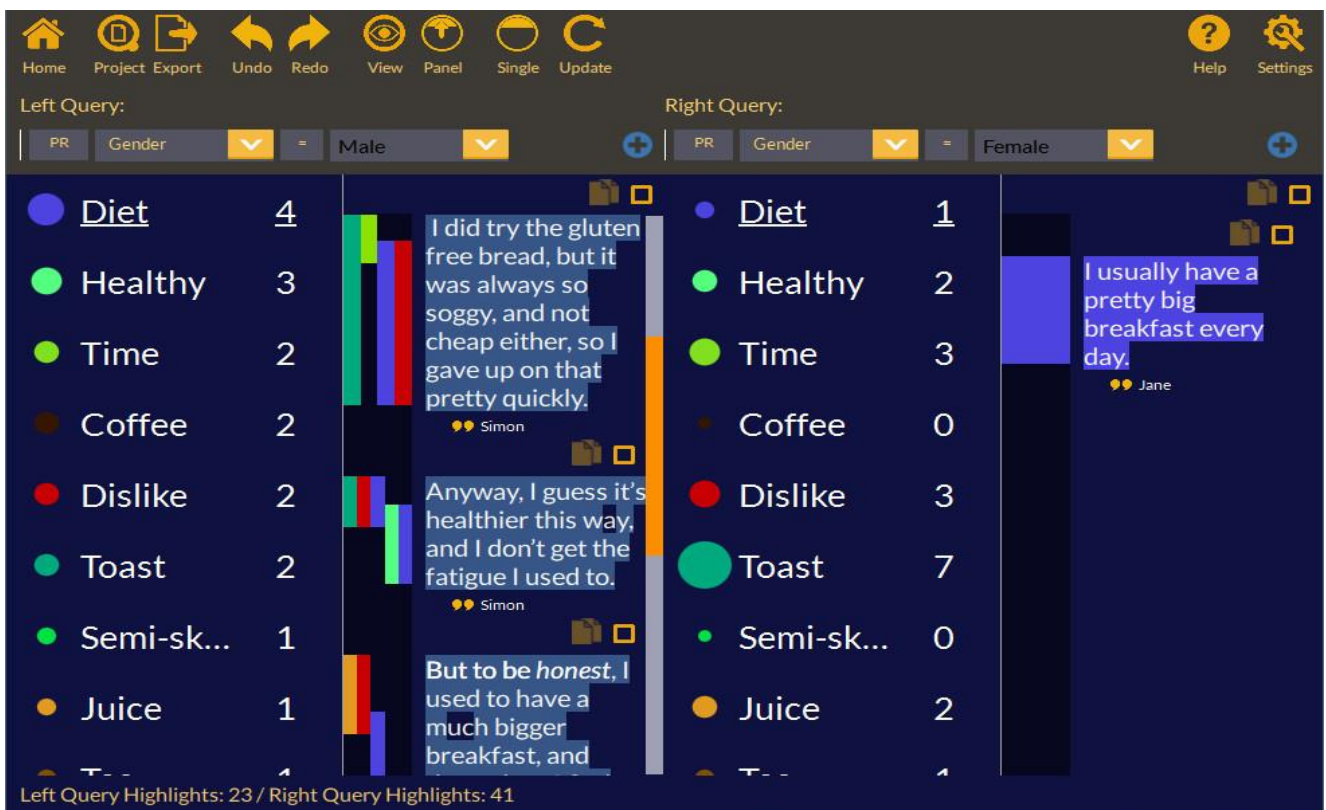 Home Project Export Undo Redo View Panel Single Update Help Settings
Left Query:
PR Gender = Male
Right Query:
PR Gender = Female
Diet 4
Healthy 3
Time 2
Coffee 2
Dislike 2
Toast 2
Semi-sk... 1
Juice 1
I did try the gluten
free bread, but it
was always so
soggy, and not
cheap either, so I
gave up on that
pretty quickly.
Simon
Anyway, I guess it's
healthier this way,
and I don't get the
fatigue I used to.
Simon
But to be honest, I
used to have a
much bigger
breakfast, and
Diet 1
Healthy 2
Time 3
Coffee 0
Dislike 3
Toast 7
Semi-sk... 0
Juice 2
I usually have a
pretty big
breakfast every
day.
Jane
Left Query Highlights: 23 / Right Query Highlights: 41